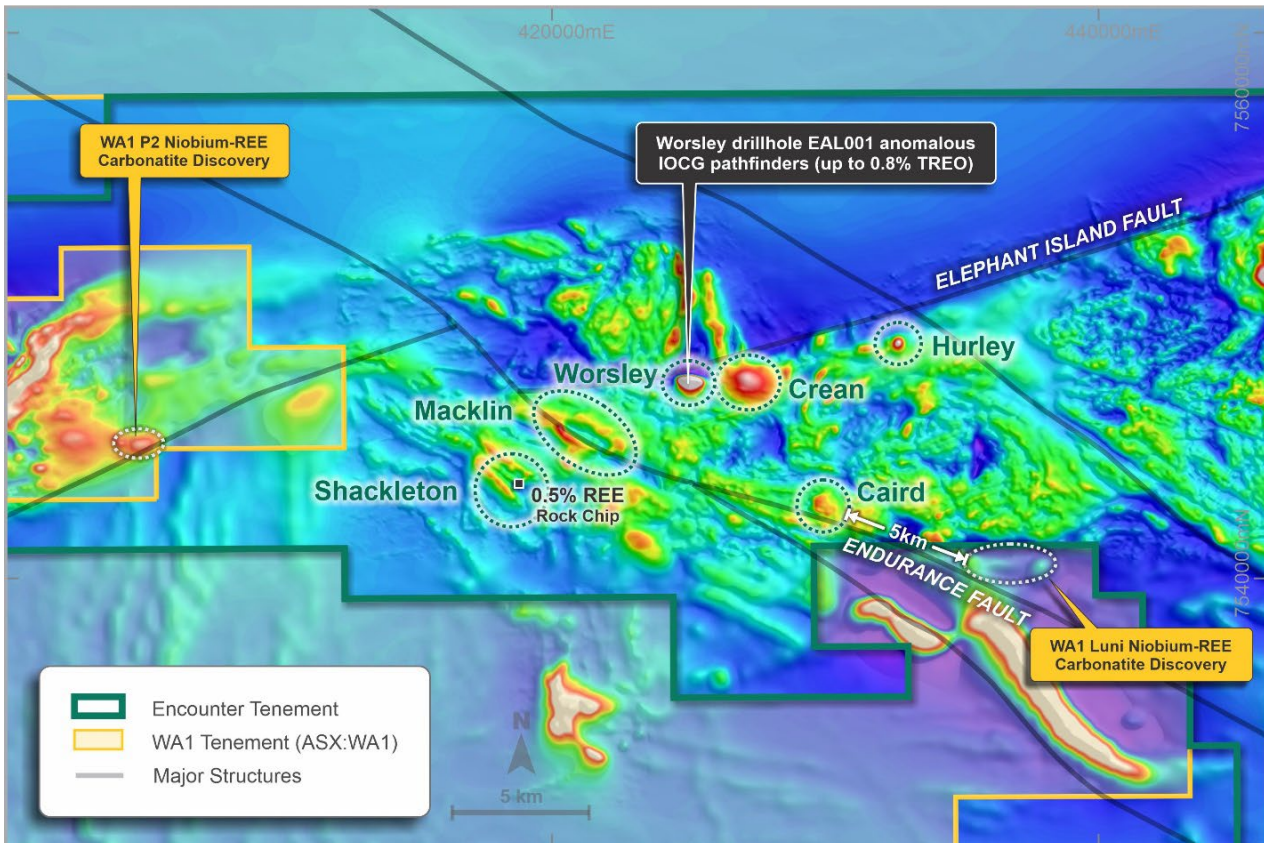 420000mE
440000mE
7560000mN
WA1 P2 Niobium-REE
Carbonatite Discovery
Worsley drillhole EAL001 anomalous
IOCG pathfinders (up to 0.8% TREO)
ELEPHANT ISLAND FAULT
Hurley
Worsley
Crean
Macklin
Shackleton
0.5% REE
Rock Chip
Caird
5km
ENDURANCE FAULT
7540000mN
WA1 Luni Niobium-REE
Carbonatite Discovery
Encounter Tenement
WA1 Tenement (ASX:WA1)
Major Structures
N
5 km